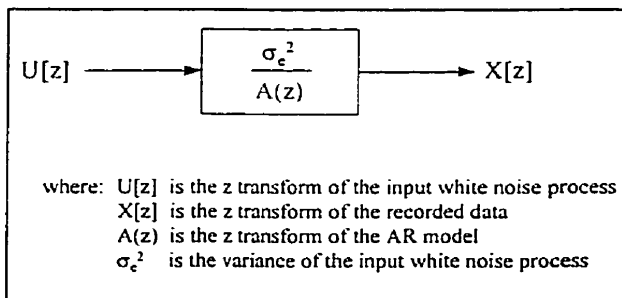 U[z]
σe²
A(z)
X[z]
where: U[z] is the z transform of the input white noise process
X[z] is the z transform of the recorded data
A(z) is the z transform of the AR model
σe² is the variance of the input white noise process